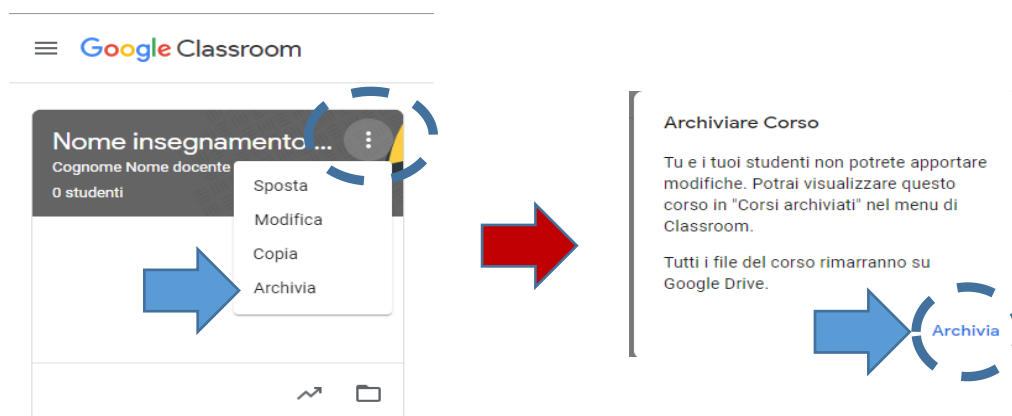 Google Classroom
Nome insegnamento ...
Cognome Nome docente
0 studenti
Sposta
Modifica
Copia
Archivia
Archiviare Corso
Tu e i tuoi studenti non potrete apportare
modifiche. Potrai visualizzare questo
corso in "Corsi archiviati" nel menu di
Classroom.
Tutti i file del corso rimarranno su
Google Drive.
Archivia